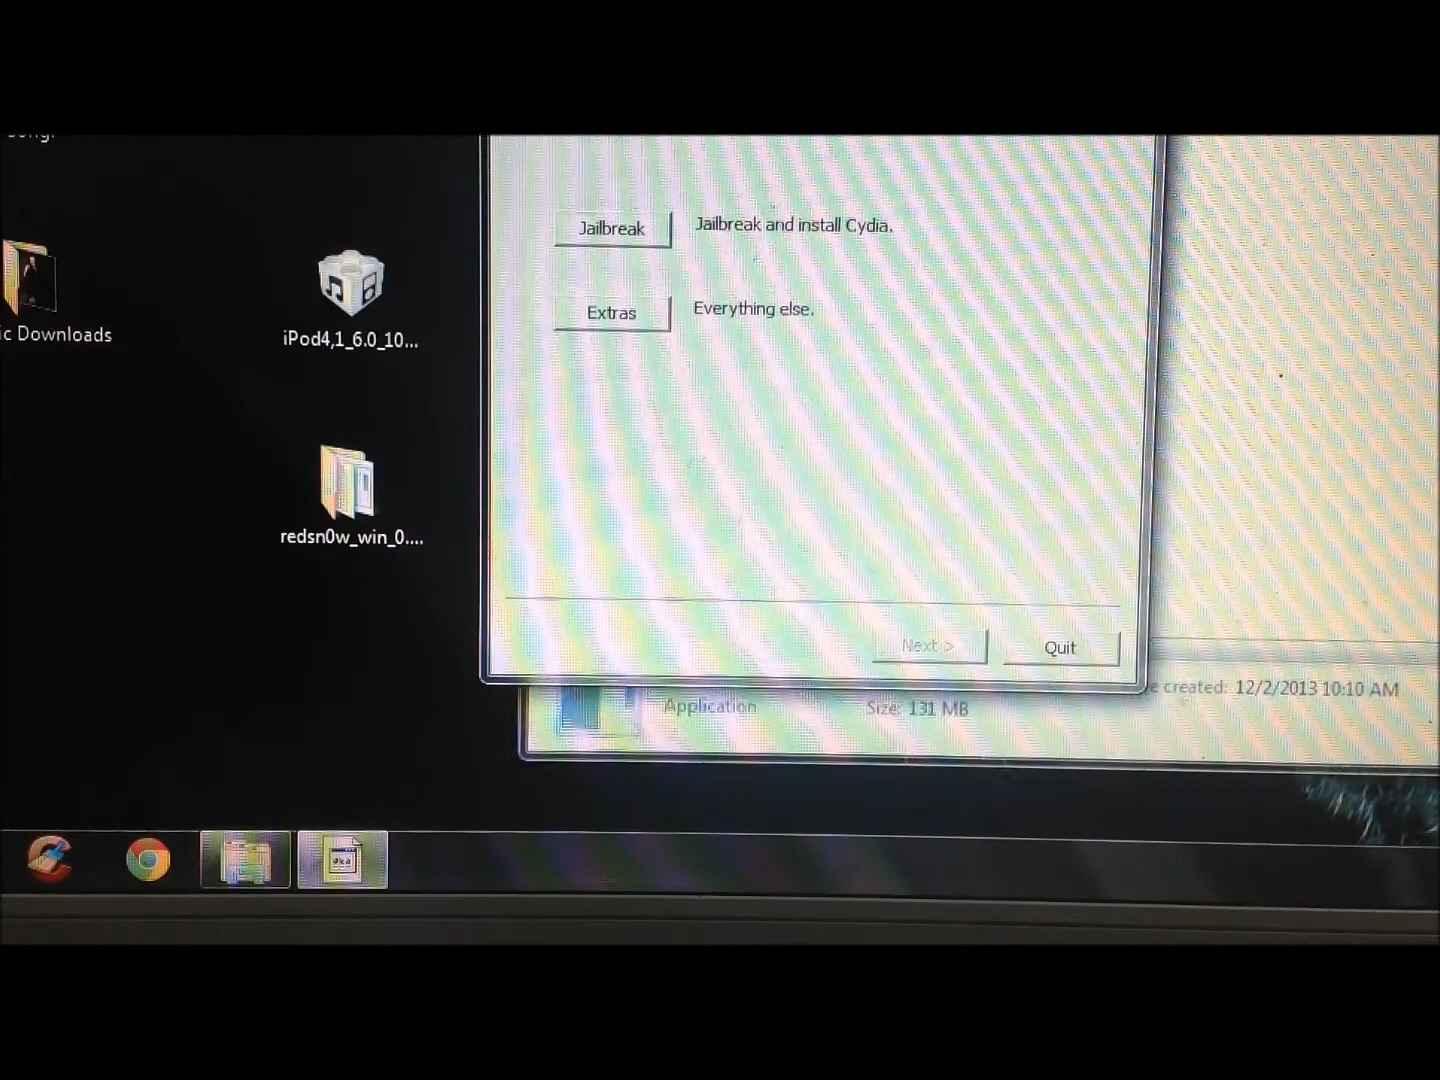 Jailbreak
Jailbreak and install Cydia.
Extras
Everything else.
ic Downloads
iPod4,1_6.0_10...
redsn0w_win_0....
Next >
Quit
e created: 12/2/2013 10:10 AM
Application
Size: 131 MB